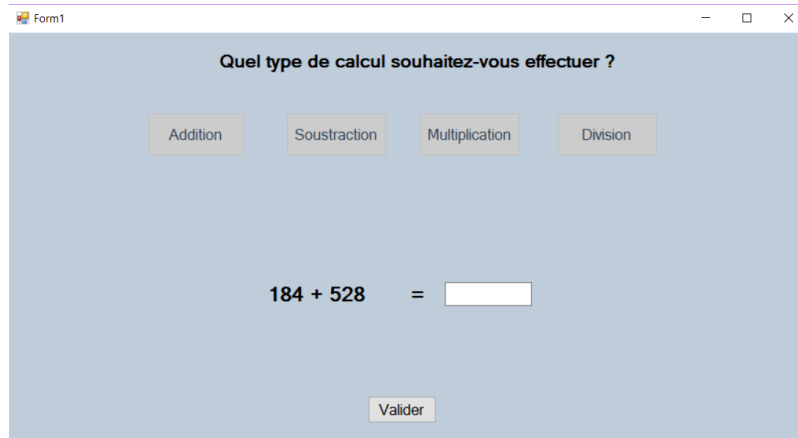 Form1
Quel type de calcul souhaitez-vous effectuer ?
Addition Soustraction Multiplication Division
184 + 528 =
Valider